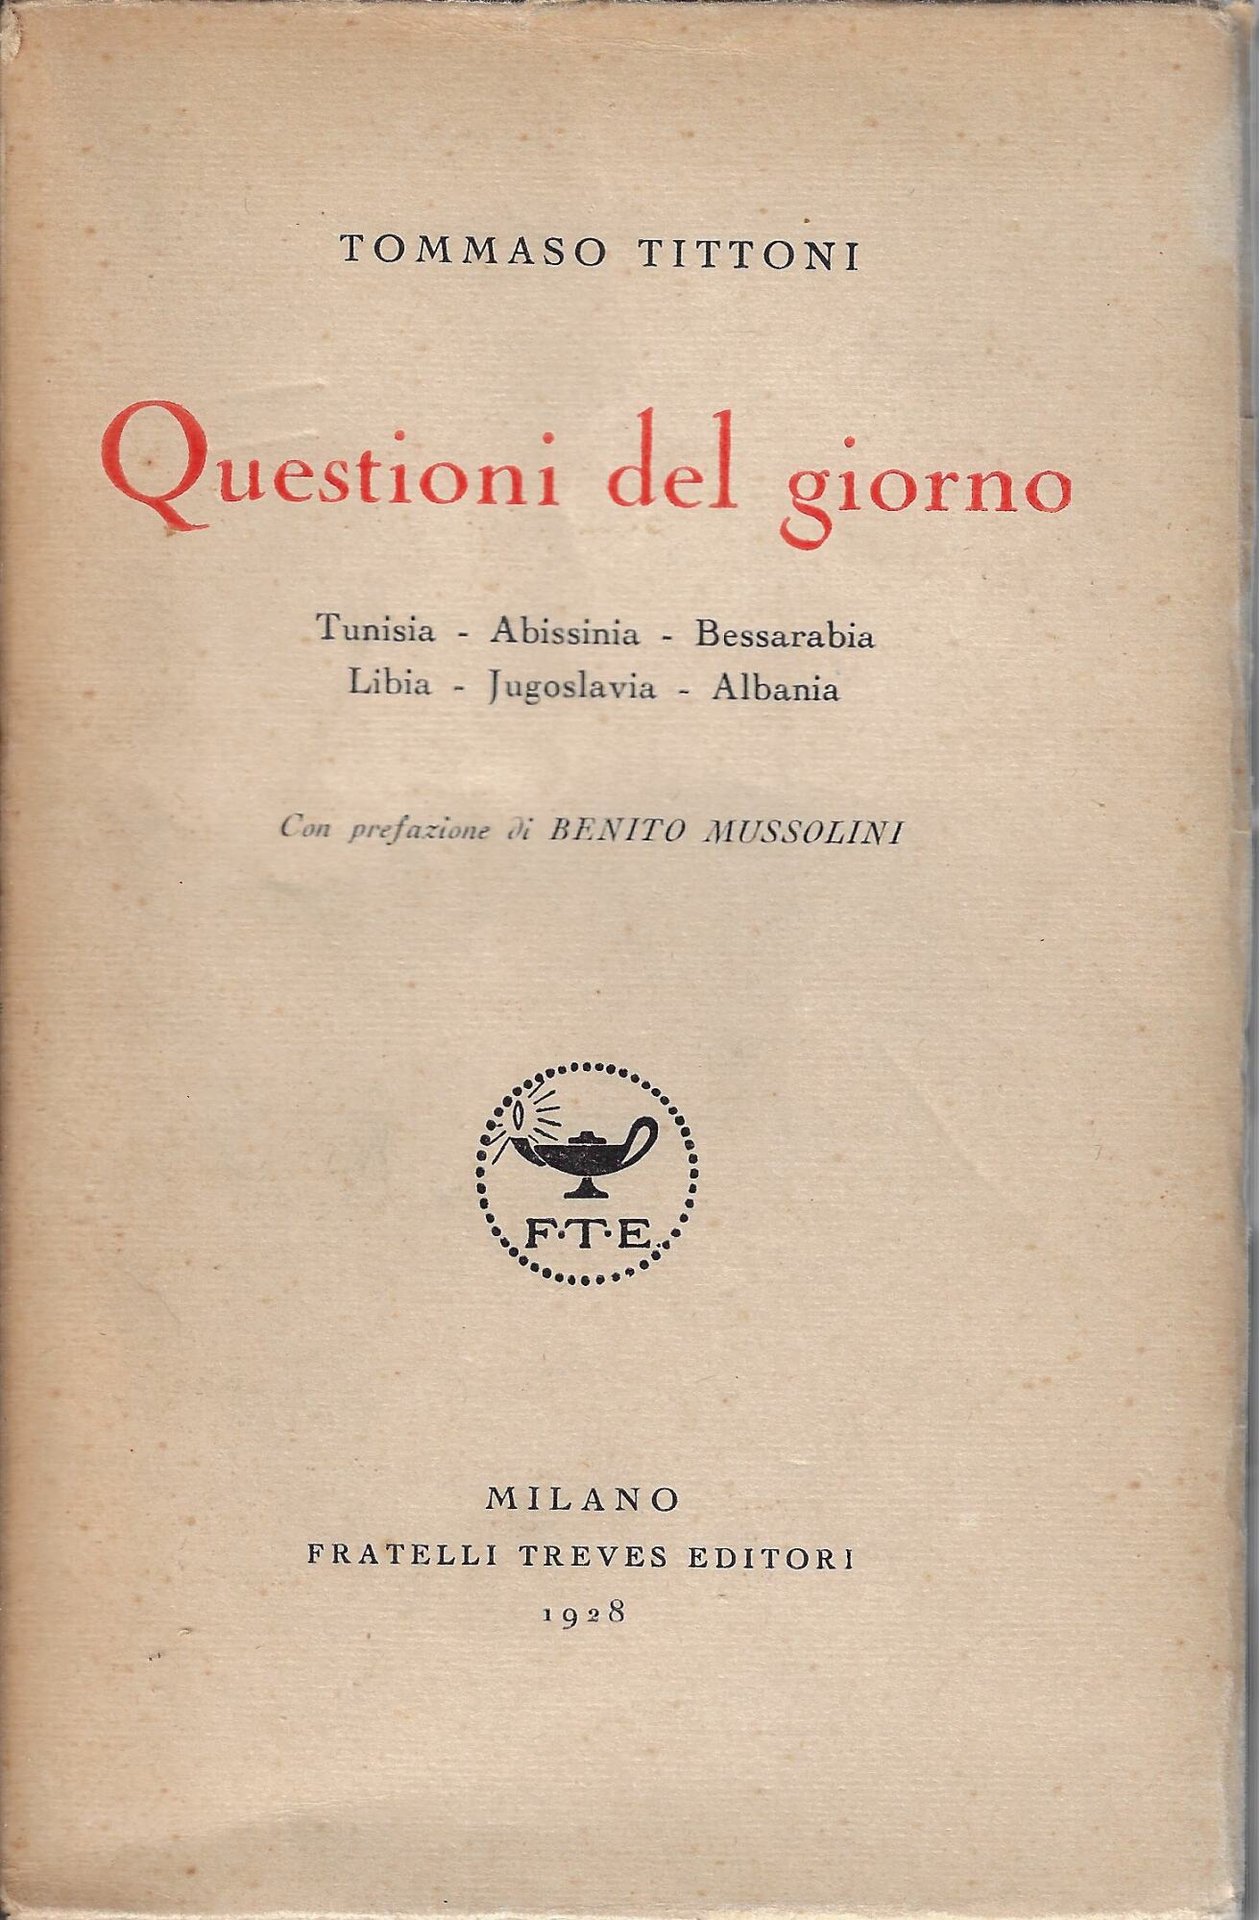 TOMMASO TITTONI
Questioni del giorno
Tunisia - Abissinia - Bessarabia
Libia - Jugoslavia - Albania
Con prefazione di BENITO MUSSOLINI
F·T·E·
MILANO
FRATELLI TREVES EDITORI
1928